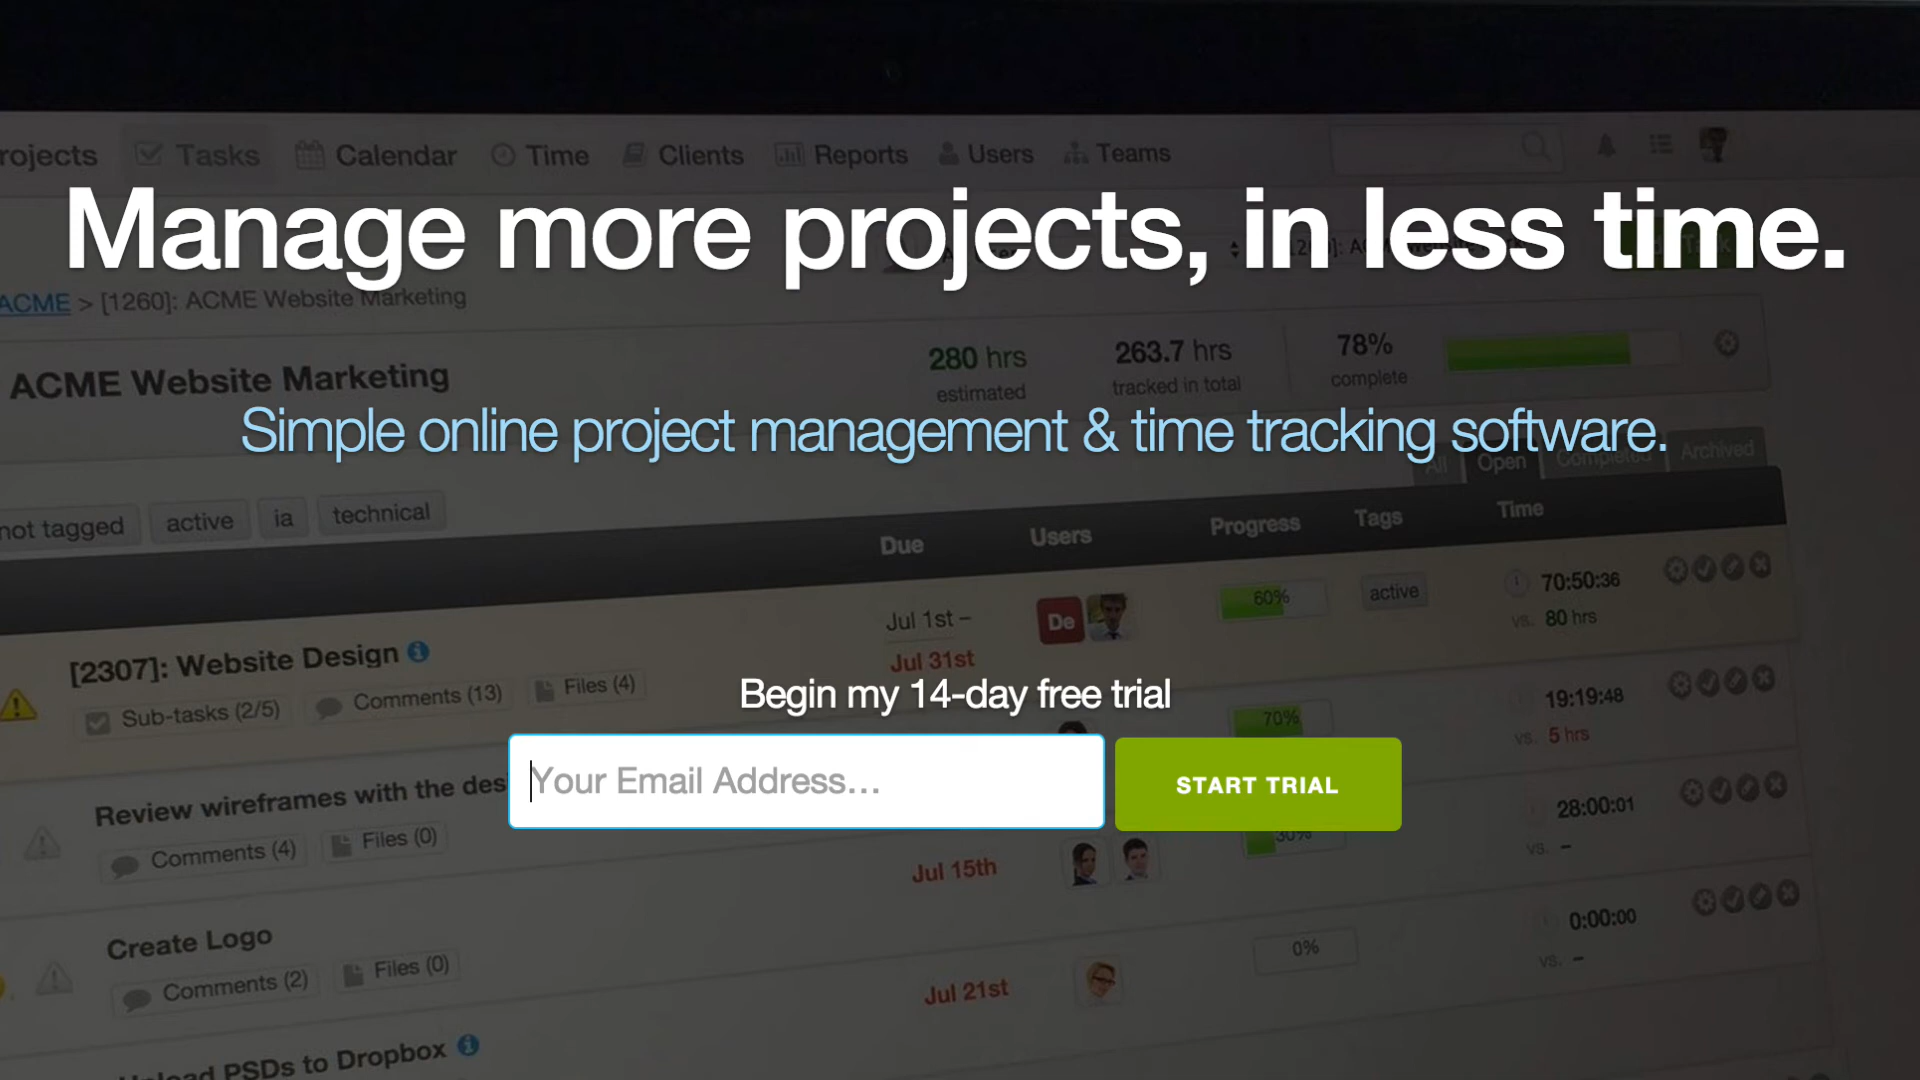 rojects Tasks Calendar Time Clients Reports Users Teams
Manage more projects, in less time.
ACME > [1260]: ACME Website Marketing
280 hrs 263.7 hrs 78%
ACME Website Marketing
estimated tracked in total complete
Simple online project management & time tracking software.
All Open Completed Archived
not tagged active ia technical
Due Users Progress Tags Time
Jul 1st – De 60% active 70:50:36
vs. 80 hrs
[2307]: Website Design
Jul 31st
Sub-tasks (2/5) Comments (13) Files (4)
Begin my 14-day free trial
70% 19:19:48
vs. 5 hrs
Your Email Address...
START TRIAL
Review wireframes with the des
28:00:01
Comments (4) Files (0)
30%
vs. –
Jul 15th
Create Logo
0:00:00
Comments (2) Files (0)
0%
vs. –
Jul 21st
PSDs to Dropbox